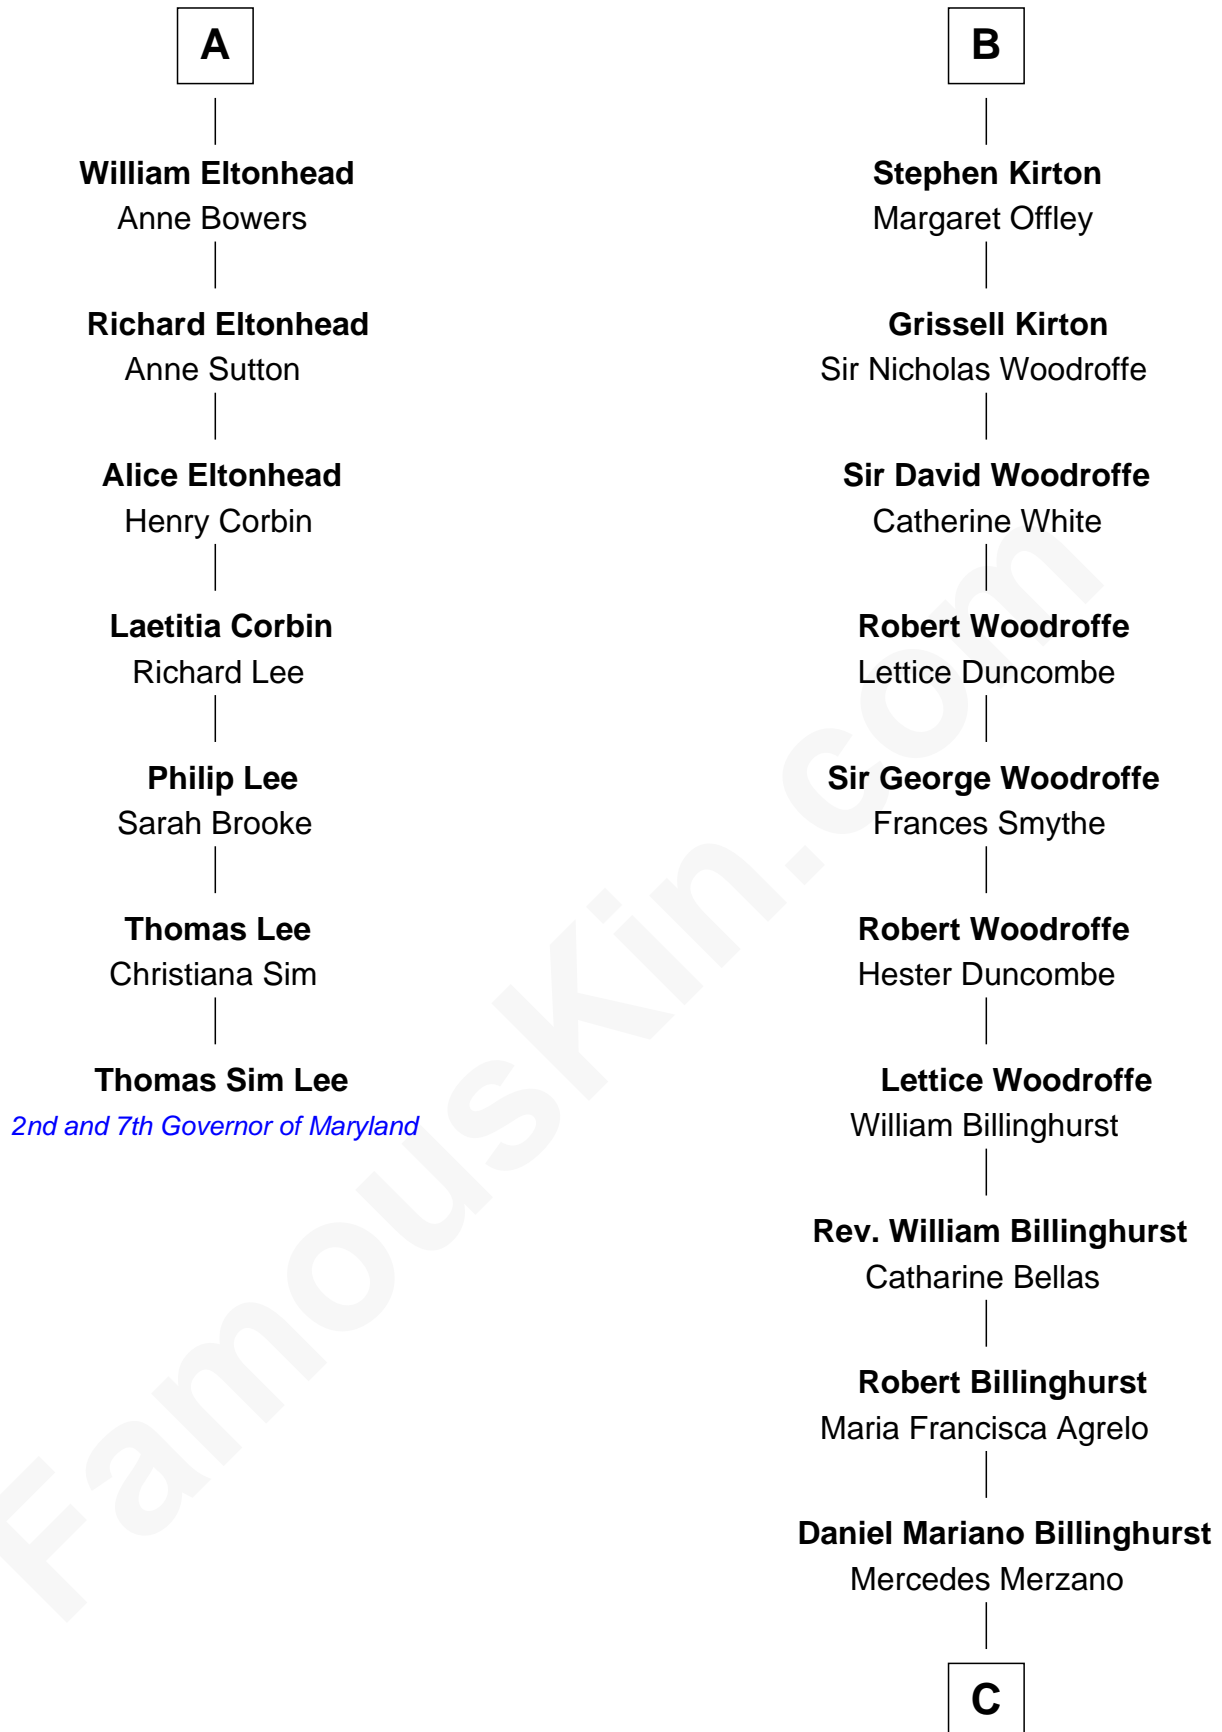 A
William Eltonhead
Anne Bowers
Richard Eltonhead
Anne Sutton
Alice Eltonhead
Henry Corbin
Laetitia Corbin
Richard Lee
Philip Lee
Sarah Brooke
Thomas Lee
Christiana Sim
Thomas Sim Lee
2nd and 7th Governor of Maryland
B
Stephen Kirton
Margaret Offley
Grissell Kirton
Sir Nicholas Woodroffe
Sir David Woodroffe
Catherine White
Robert Woodroffe
Lettice Duncombe
Sir George Woodroffe
Frances Smythe
Robert Woodroffe
Hester Duncombe
Lettice Woodroffe
William Billinghurst
Rev. William Billinghurst
Catharine Bellas
Robert Billinghurst
Maria Francisca Agrelo
Daniel Mariano Billinghurst
Mercedes Merzano
C
FamousKin.com